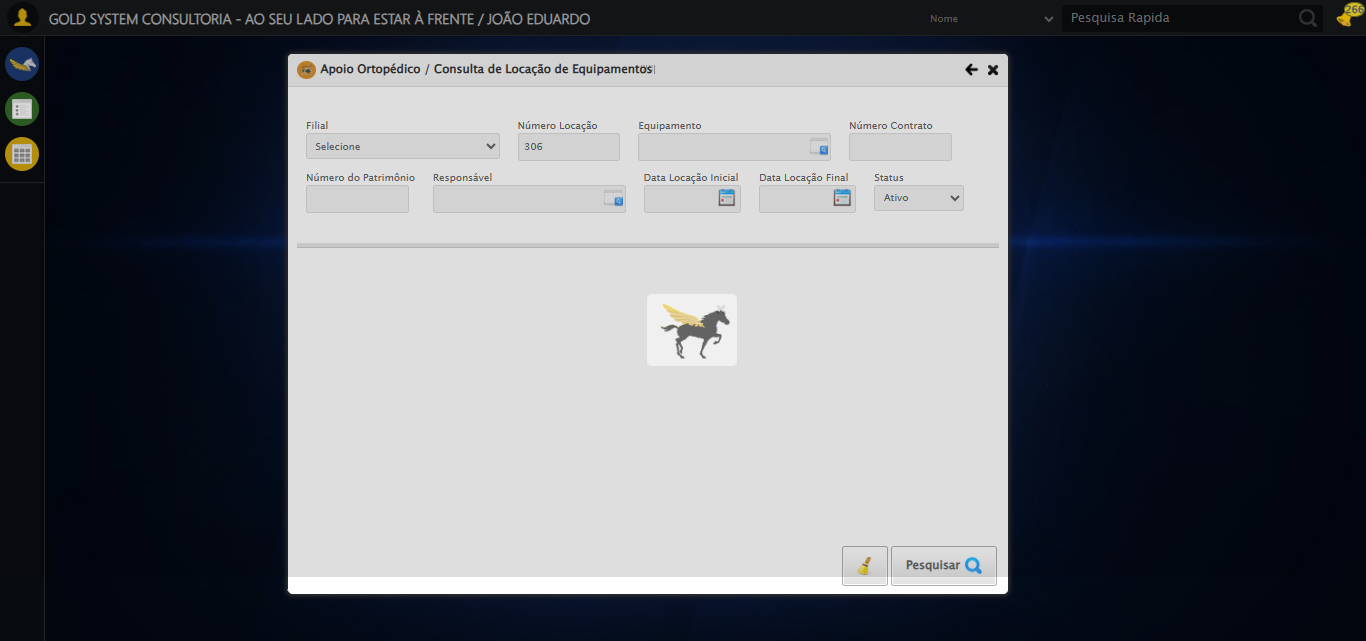 GOLD SYSTEM CONSULTORIA - AO SEU LADO PARA ESTAR À FRENTE / JOÃO EDUARDO
Nome
Pesquisa Rapida
266
Apoio Ortopédico / Consulta de Locação de Equipamentos
Filial
Número Locação
Equipamento
Número Contrato
Selecione
306
Número do Patrimônio
Responsável
Data Locação Inicial
Data Locação Final
Status
Ativo
Pesquisar